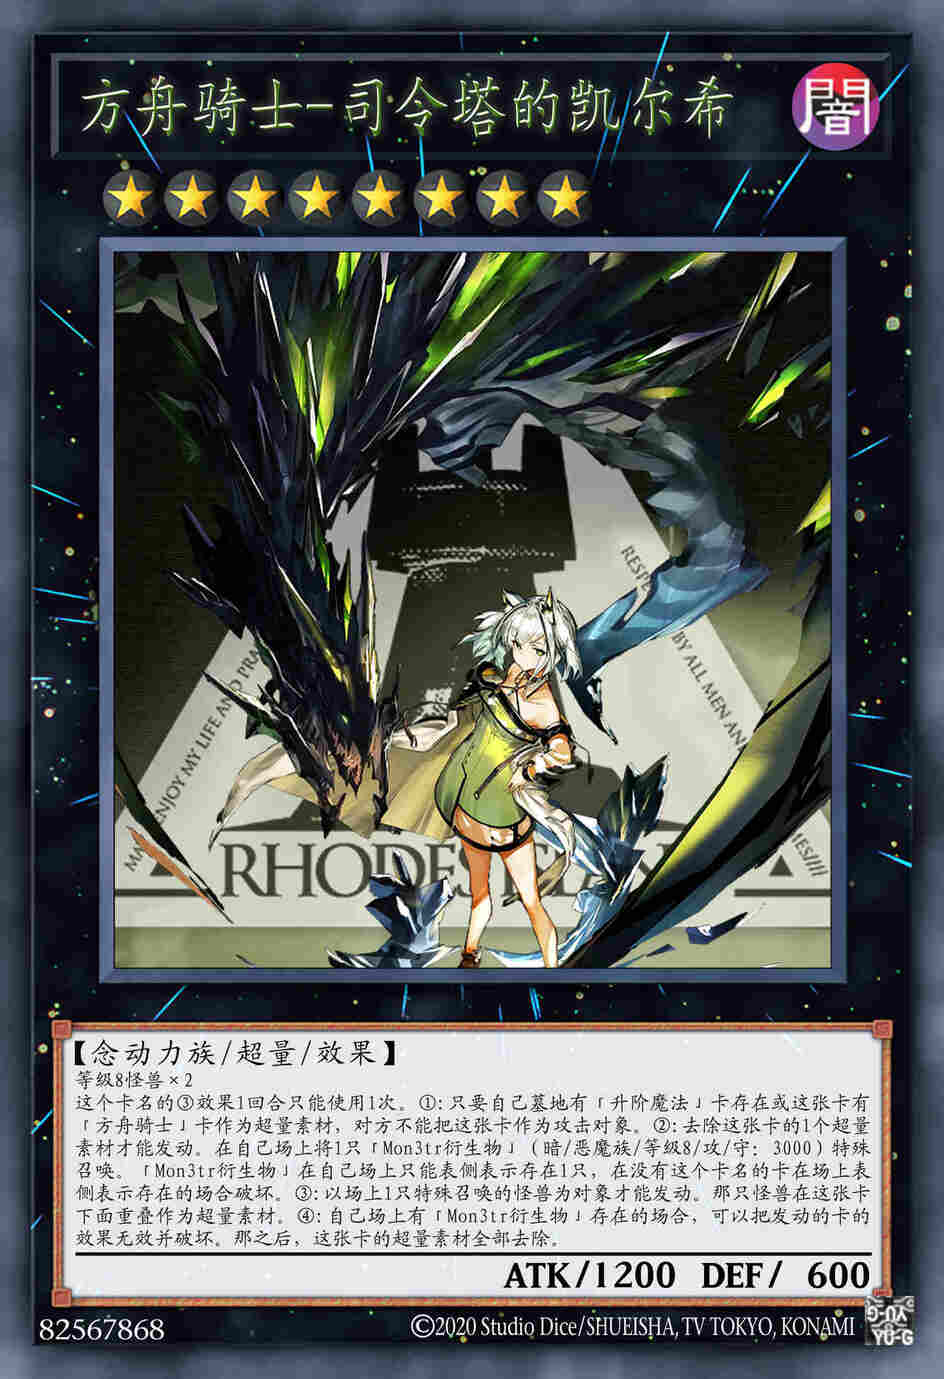 方舟骑士-司令塔的凯尔希
闇
MAY I ENJOY MY LIFE AND PRA
RESPE
BY ALL MEN AN
MES/////
RHODES
【念动力族/超量/效果】
等级8怪兽×2
这个卡名的③效果1回合只能使用1次。①:只要自己墓地有「升阶魔法」卡存在或这张卡有
「方舟骑士」卡作为超量素材，对方不能把这张卡作为攻击对象。②:去除这张卡的1个超量
素材才能发动。在自己场上将1只「Mon3tr衍生物」（暗/恶魔族/等级8/攻/守：3000）特殊
召唤。「Mon3tr衍生物」在自己场上只能表侧表示存在1只，在没有这个卡名的卡在场上表
侧表示存在的场合破坏。③:以场上1只特殊召唤的怪兽为对象才能发动。那只怪兽在这张卡
下面重叠作为超量素材。④:自己场上有「Mon3tr衍生物」存在的场合，可以把发动的卡的
效果无效并破坏。那之后，这张卡的超量素材全部去除。
ATK/1200 DEF/ 600
82567868
©2020 Studio Dice/SHUEISHA, TV TOKYO, KONAMI